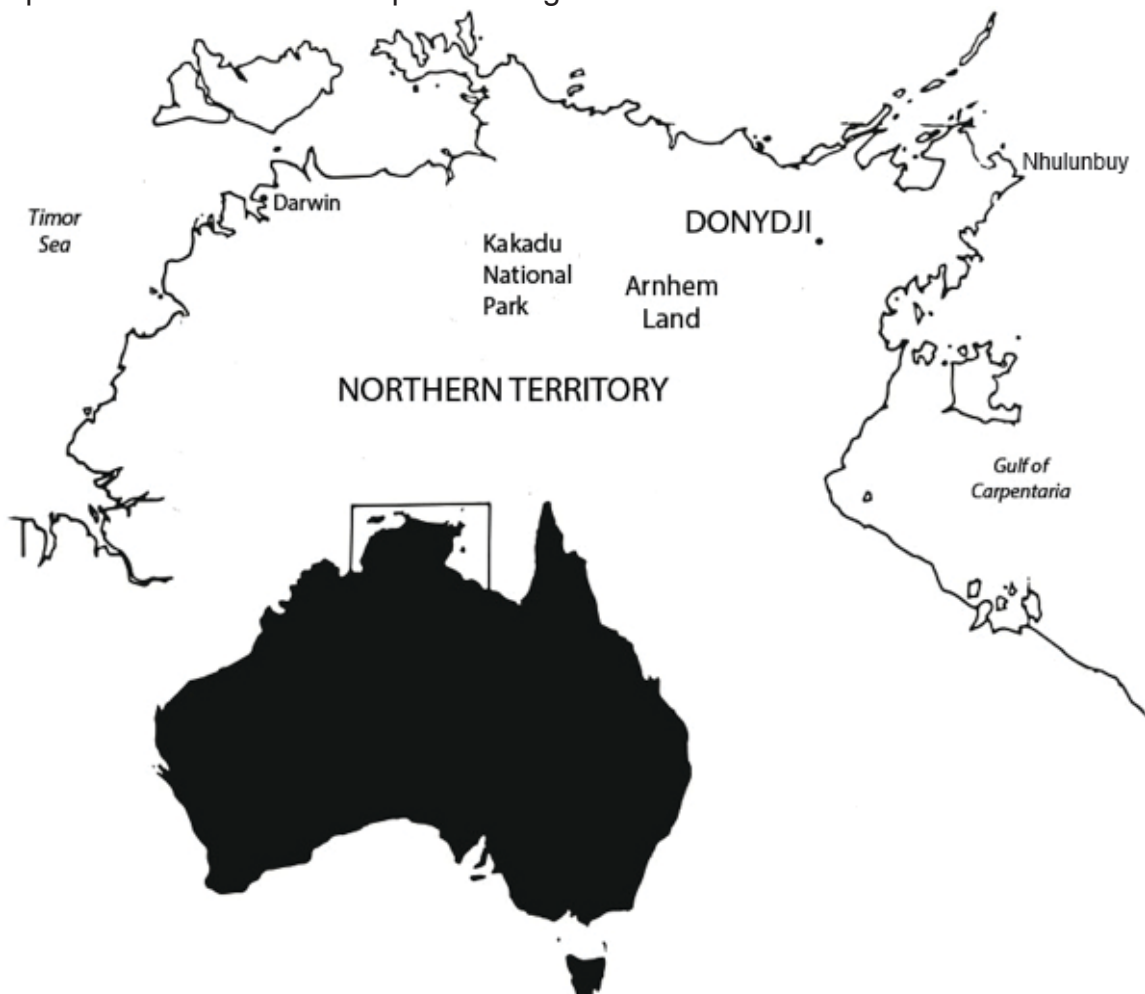 Nhulunbuy
Darwin
Timor
Sea
DONYDJI
Kakadu
National
Park
Arnhem
Land
NORTHERN TERRITORY
Gulf of
Carpentaria